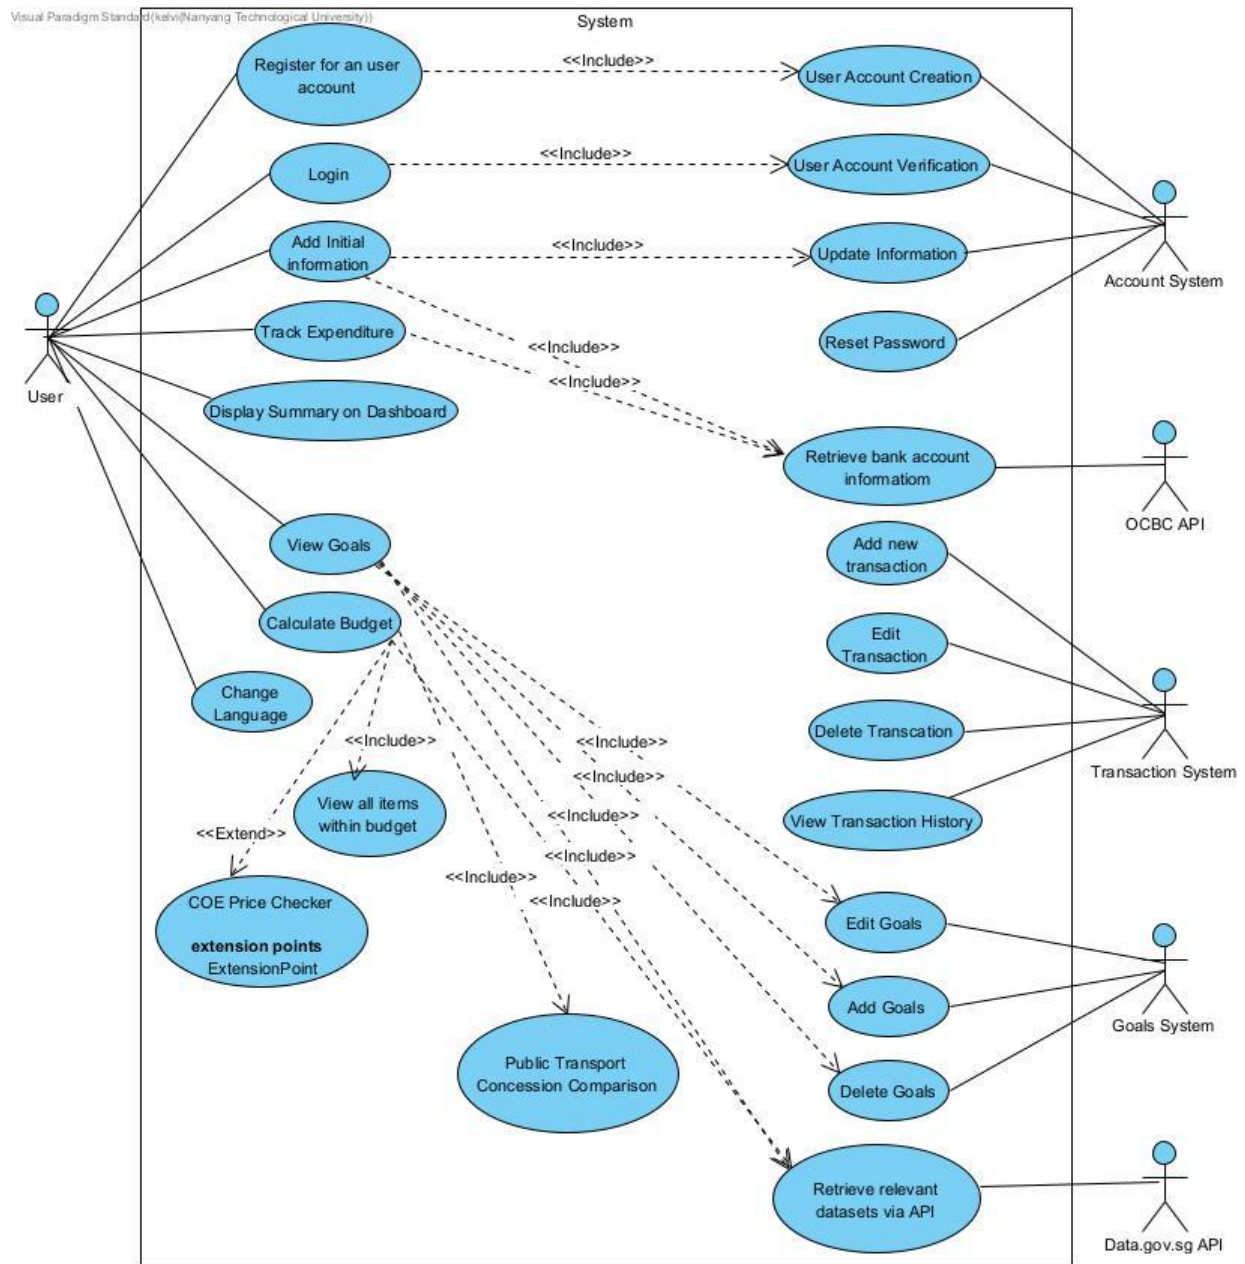 Visual Paradigm Standard(kelvi(Nanyang Technological University))
System
Register for an user
account
<<Include>>
User Account Creation
Login
<<Include>>
User Account Verification
Add Initial
information
<<Include>>
Update Information
Account System
Track Expenditure
Reset Password
<<Include>>
<<Include>>
User
Display Summary on Dashboard
Retrieve bank account
informatiom
OCBC API
View Goals
Add new
transaction
Calculate Budget
Edit
Transaction
Change
Language
Delete Transcation
<<Include>>
<<Include>>
Transaction System
<<Include>>
View all items
within budget
View Transaction History
<<Include>>
<<Extend>>
<<Include>>
<<Include>>
<<Include>>
COE Price Checker
extension points
ExtensionPoint
Edit Goals
Add Goals
Goals System
Public Transport
Concession Comparison
Delete Goals
Retrieve relevant
datasets via API
Data.gov.sg API